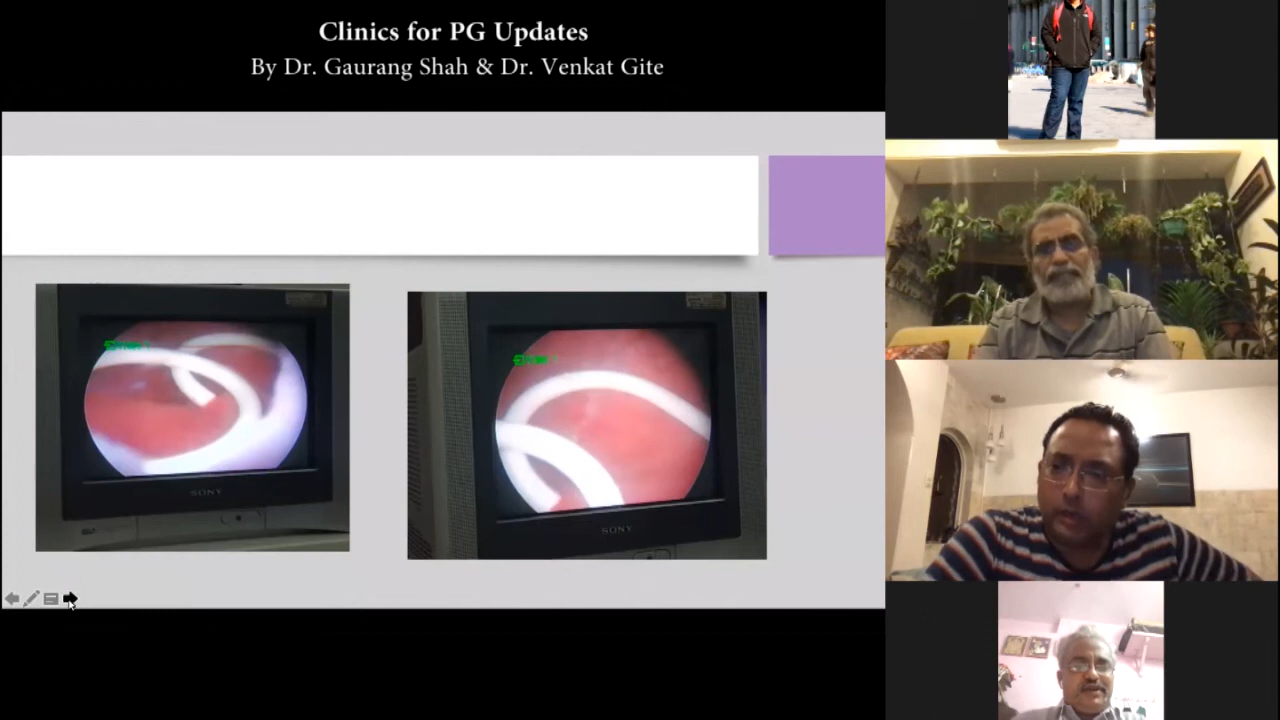 Clinics for PG Updates
By Dr. Gaurang Shah & Dr. Venkat Gite
SONY
SONY